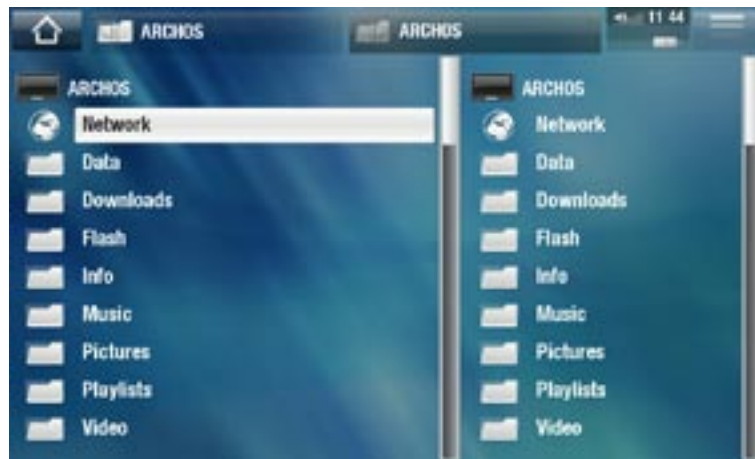 ARCHOS
ARCHOS
11 44
ARCHOS
Network
Data
Downloads
Flash
Info
Music
Pictures
Playlists
Video
ARCHOS
Network
Data
Downloads
Flash
Info
Music
Pictures
Playlists
Video